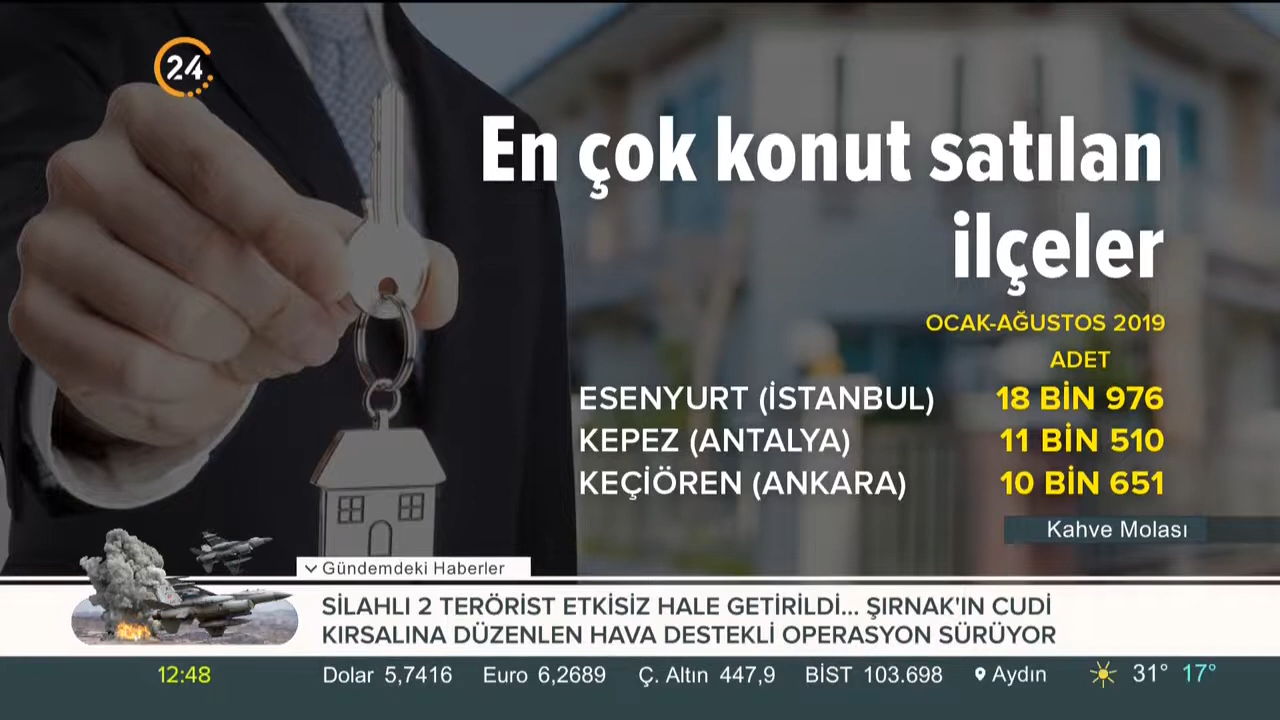 24
En çok konut satılan
ilçeler
OCAK-AĞUSTOS 2019
ADET
ESENYURT (İSTANBUL) 18 BİN 976
KEPEZ (ANTALYA) 11 BİN 510
KEÇİÖREN (ANKARA) 10 BİN 651
Kahve Molası
Gündemdeki Haberler
SİLAHLI 2 TERÖRİST ETKİSİZ HALE GETİRİLDİ... ŞIRNAK'IN CUDİ
KIRSALINA DÜZENLEN HAVA DESTEKLİ OPERASYON SÜRÜYOR
12:48 Dolar 5,7416 Euro 6,2689 Ç. Altın 447,9 BİST 103.698 Aydın 31° 17°